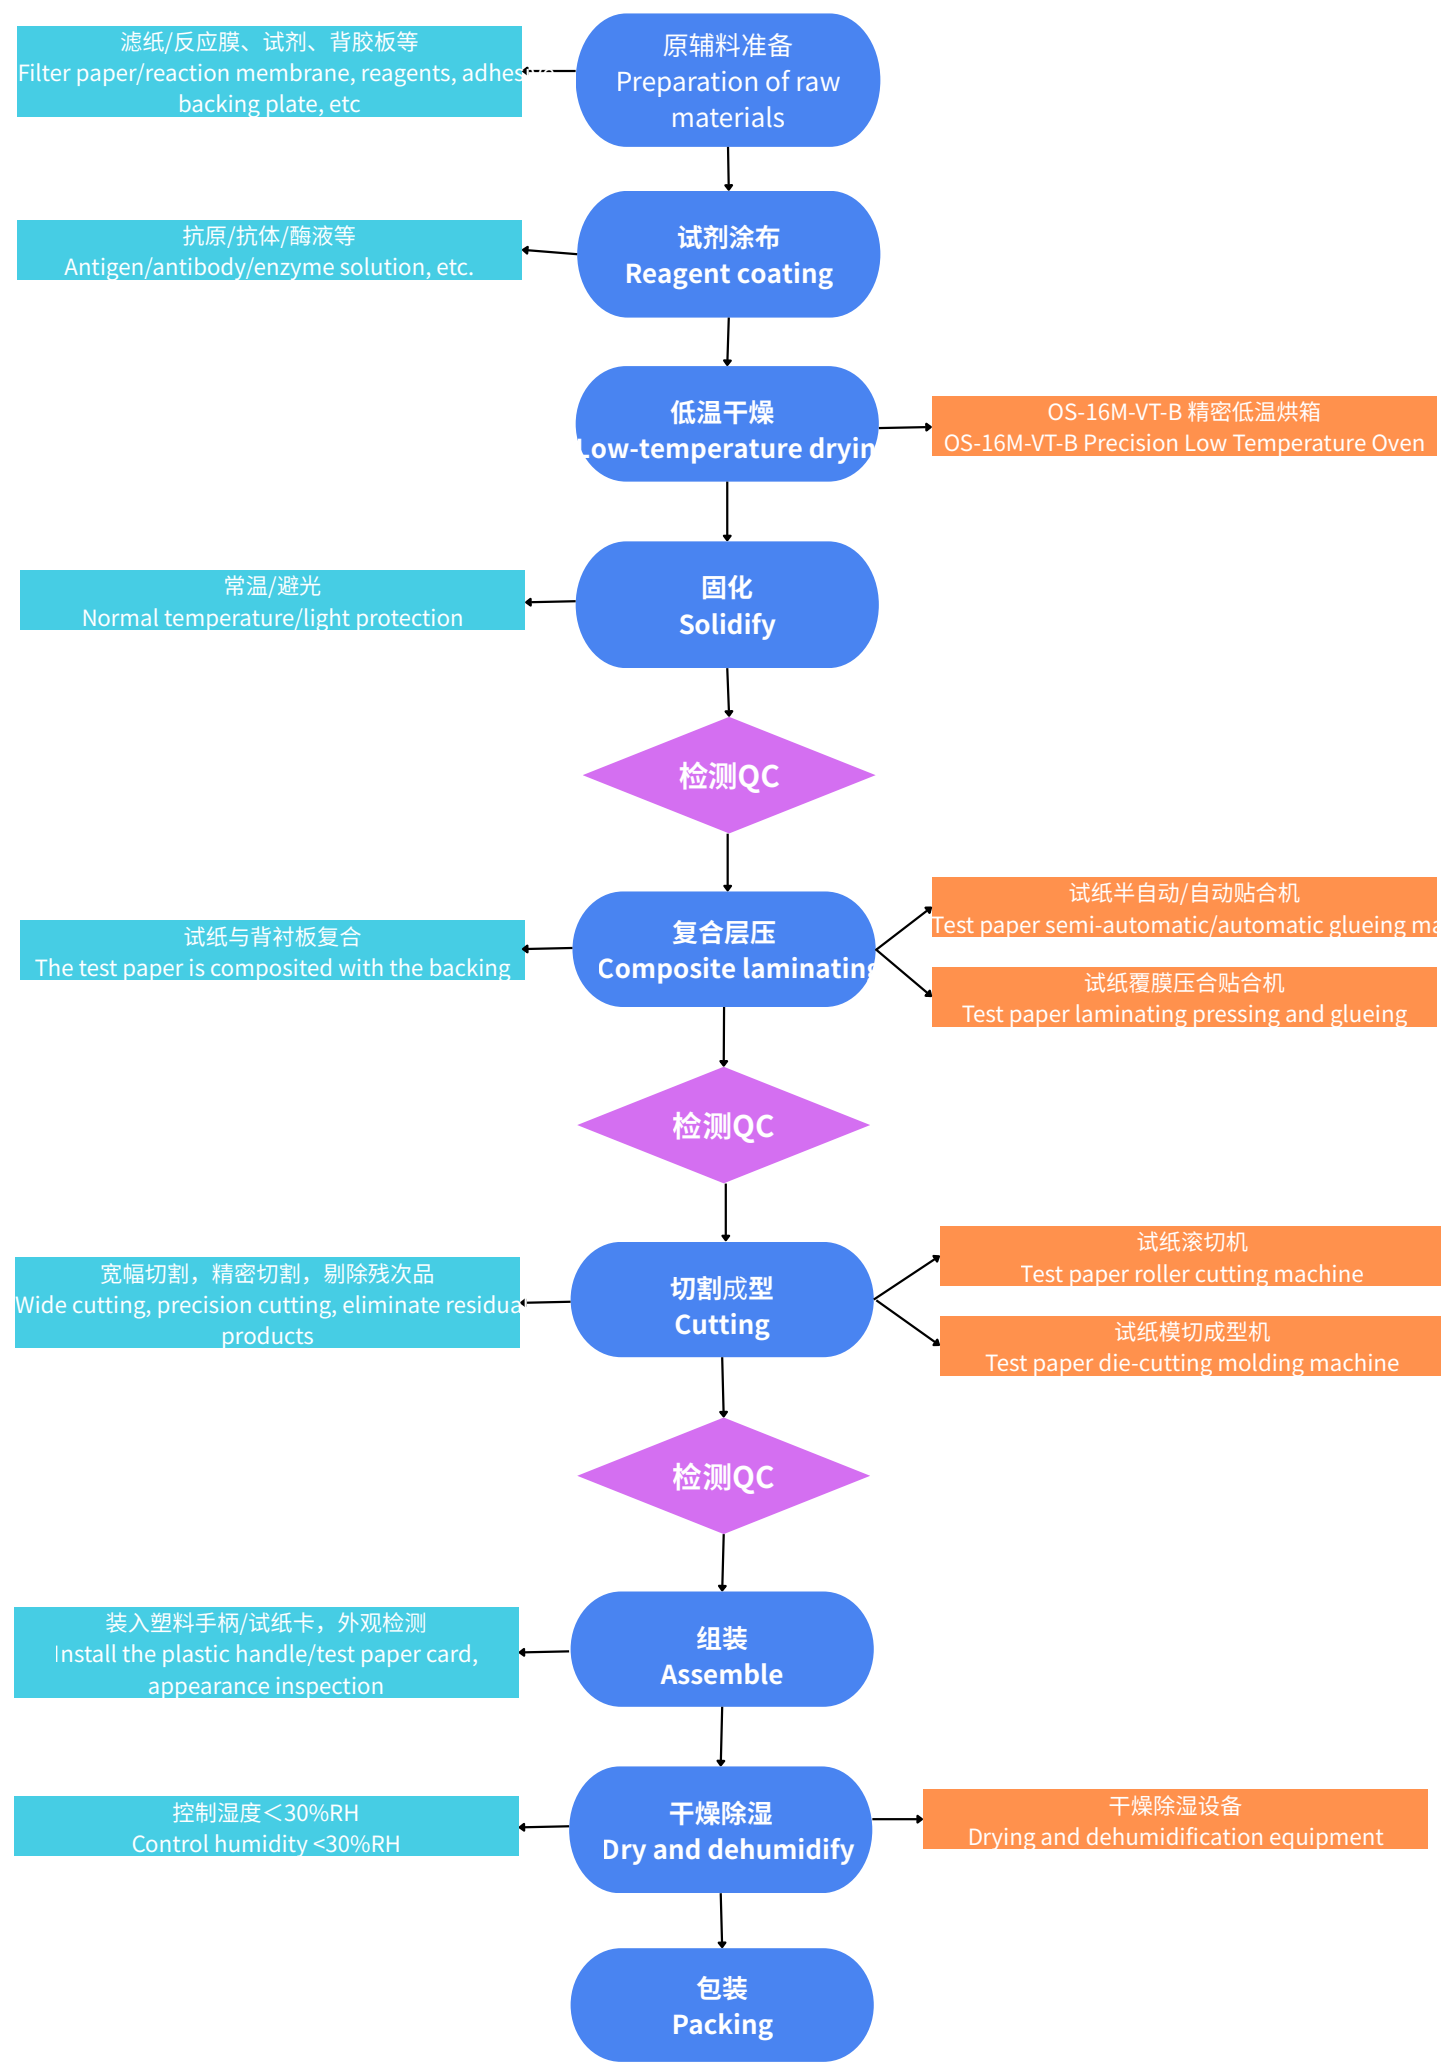 滤纸/反应膜、试剂、背胶板等
Filter paper/reaction membrane, reagents, adhesive
backing plate, etc
原辅料准备
Preparation of raw
materials
抗原/抗体/酶液等
Antigen/antibody/enzyme solution, etc.
试剂涂布
Reagent coating
低温干燥
Low-temperature dryin
OS-16M-VT-B 精密低温烘箱
OS-16M-VT-B Precision Low Temperature Oven
常温/避光
Normal temperature/light protection
固化
Solidify
检测QC
试纸与背衬板复合
The test paper is composited with the backing
复合层压
Composite laminating
试纸半自动/自动贴合机
Test paper semi-automatic/automatic glueing ma
试纸覆膜压合贴合机
Test paper laminating pressing and glueing
检测QC
宽幅切割，精密切割，剔除残次品
Wide cutting, precision cutting, eliminate residua
products
切割成型
Cutting
试纸滚切机
Test paper roller cutting machine
试纸模切成型机
Test paper die-cutting molding machine
检测QC
装入塑料手柄/试纸卡，外观检测
Install the plastic handle/test paper card,
appearance inspection
组装
Assemble
控制湿度＜30%RH
Control humidity <30%RH
干燥除湿
Dry and dehumidify
干燥除湿设备
Drying and dehumidification equipment
包装
Packing